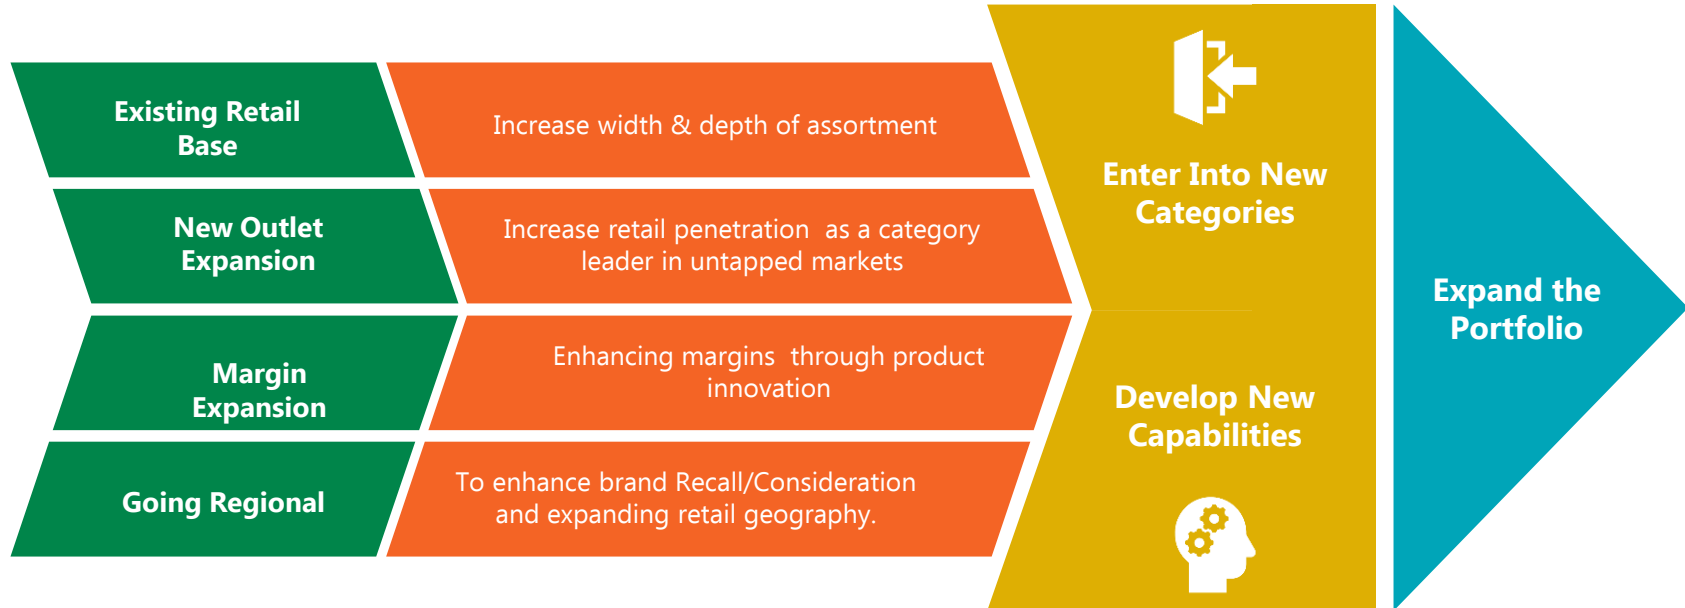 Existing Retail
Base
Increase width & depth of assortment
New Outlet
Expansion
Increase retail penetration  as a category
leader in untapped markets
Margin
Expansion
Enhancing margins  through product
innovation
Going Regional
To enhance brand Recall/Consideration
and expanding retail geography.
Enter Into New
Categories
Develop New
Capabilities
Expand the
Portfolio